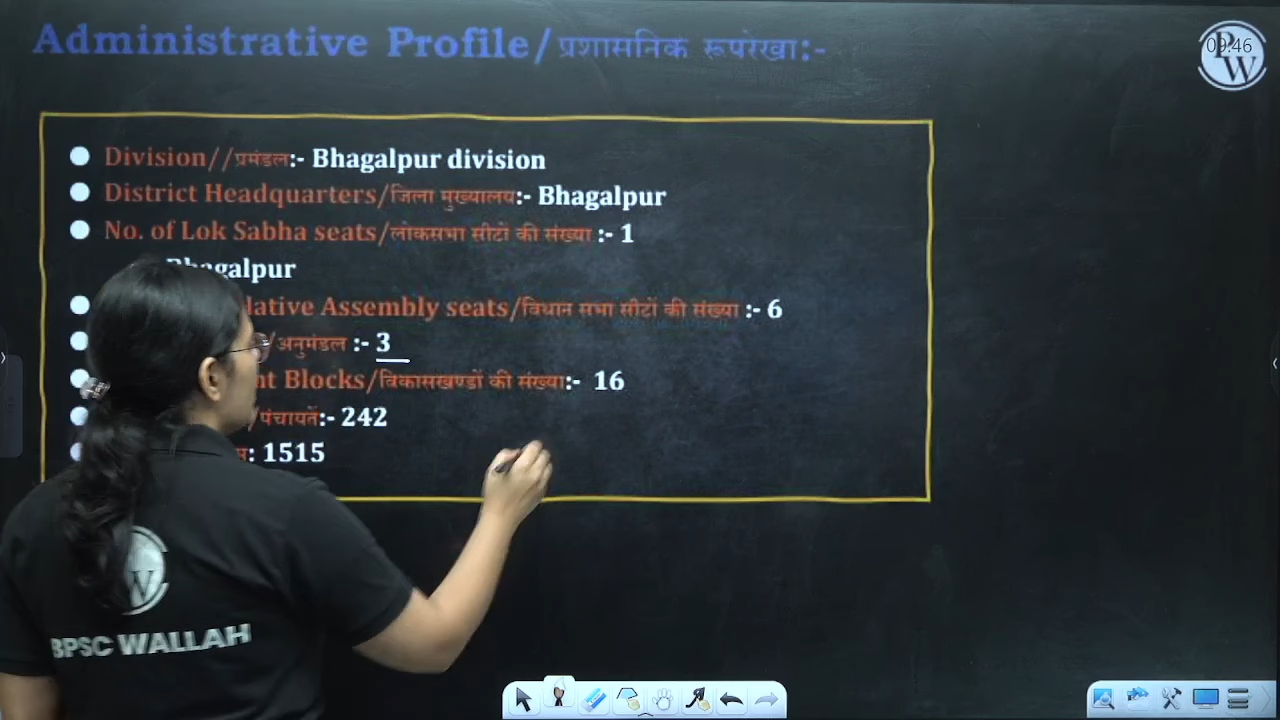 Administrative Profile/प्रशासनिक रूपरेखा:-
09:46
PW
Division//प्रमंडल:- Bhagalpur division
District Headquarters/जिला मुख्यालय:- Bhagalpur
No. of Lok Sabha seats/लोकसभा सीटों की संख्या :- 1
Bhagalpur
Assembly seats/विधान सभा सीटों की संख्या :- 6
/अनुमंडल :- 3
Blocks/विकासखण्डों की संख्या:- 16
/पंचायतें:- 242
: 1515
W
BPSC WALLAH